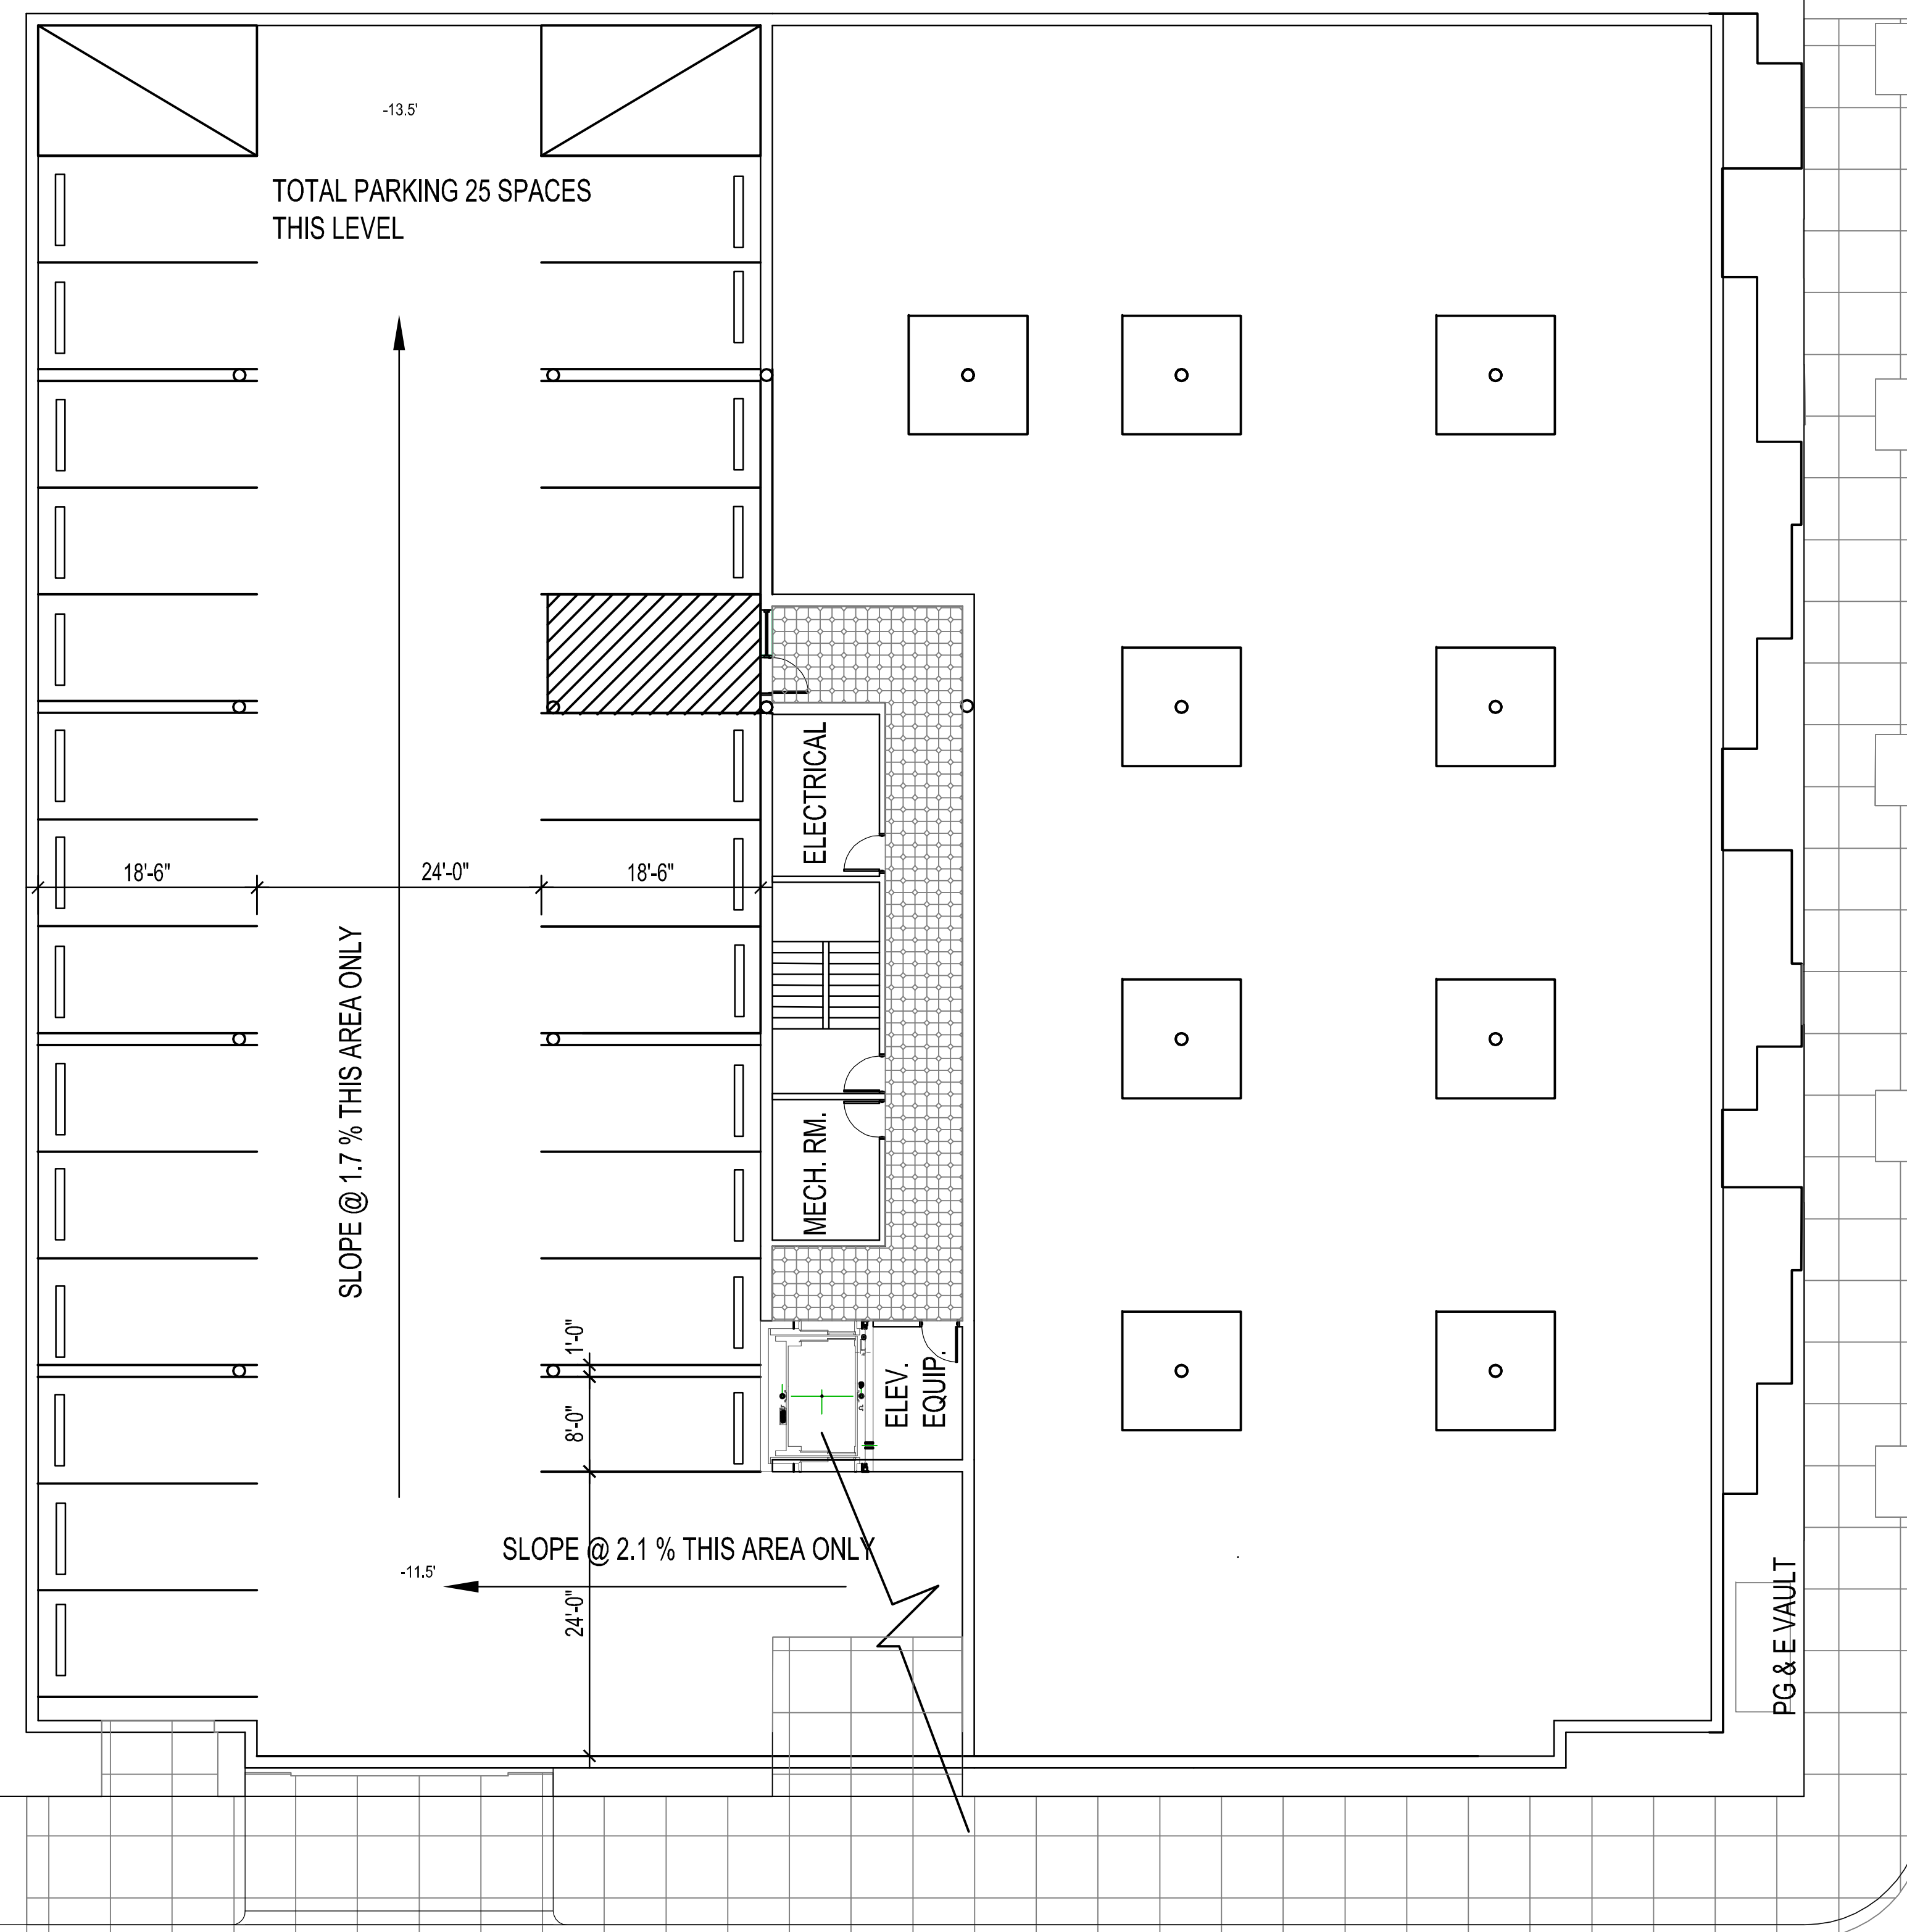 -13.5'
TOTAL PARKING 25 SPACES
THIS LEVEL
ELECTRICAL
18'-6"
24'-0"
18'-6"
SLOPE @ 1.7 % THIS AREA ONLY
MECH. RM.
1'-0"
ELEV.
EQUIP.
8'-0"
SLOPE @ 2.1 % THIS AREA ONLY
-11.5'
24'-0"
PG & E VAULT